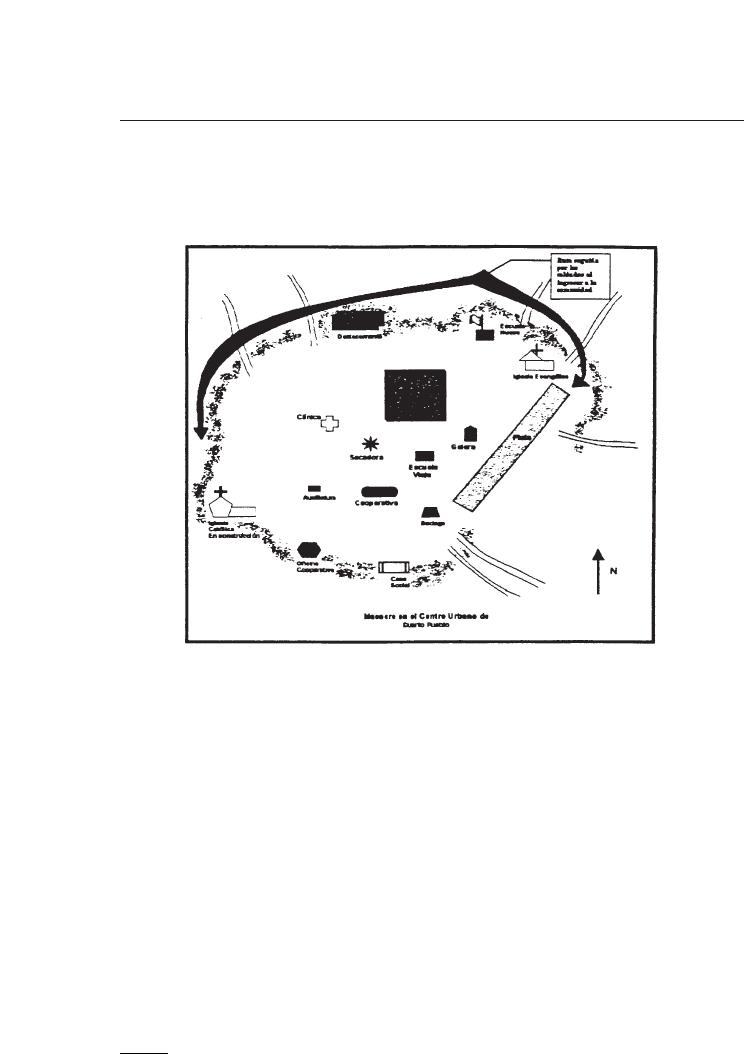 Ruta seguida
por los
soldados al
ingresar a la
comunidad
Destacamento
Escuela
Nueva
Iglesia Evangélica
Clínica
Pista
Galera
Secadora
Escuela
Vieja
Auxiliatura
Cooperativa
Bodega
Iglesia
Católica
En construcción
Oficina
Cooperativa
Casa
Social
N
Masacre en el Centro Urbano de
Cuarto Pueblo